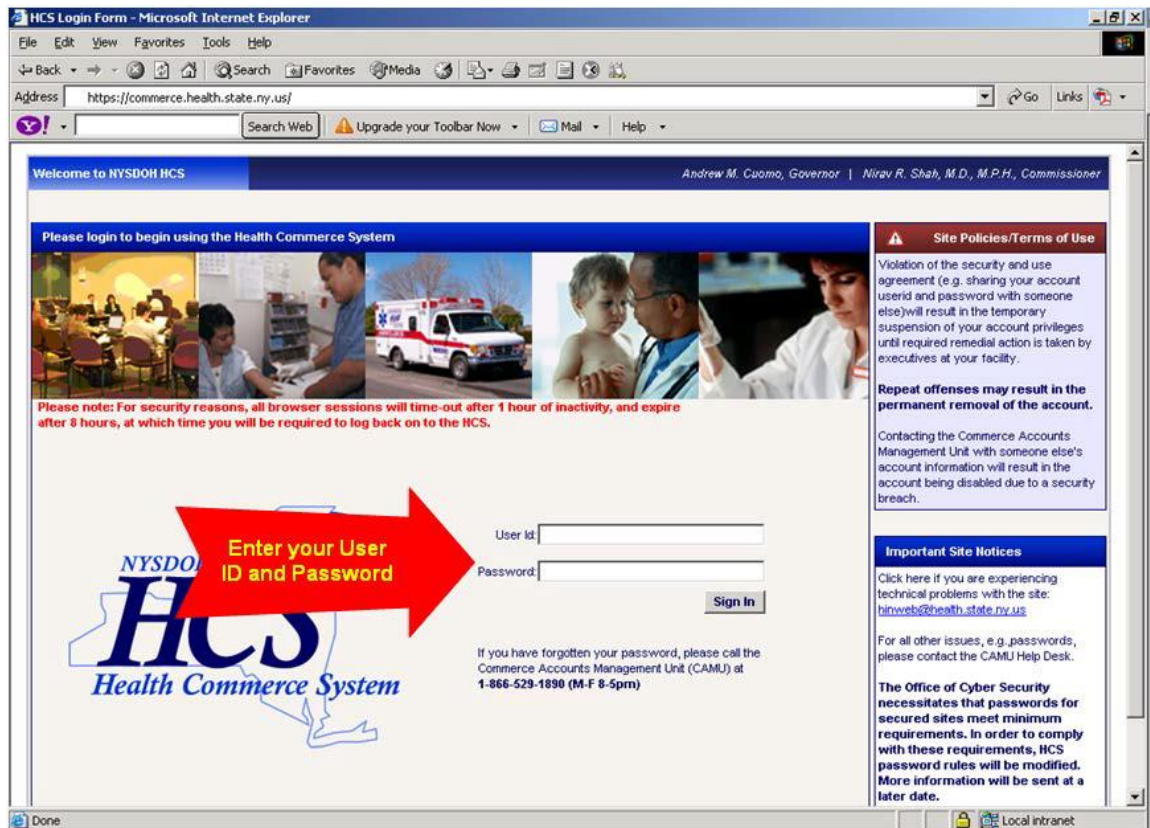 HCS Login Form - Microsoft Internet Explorer
File Edit View Favorites Tools Help
Back Search Favorites Media
Address https://commerce.health.state.ny.us/ Go Links
Y! Search Web Upgrade your Toolbar Now Mail Help
Welcome to NYSDOH HCS
Andrew M. Cuomo, Governor | Nirav R. Shah, M.D., M.P.H., Commissioner
Please login to begin using the Health Commerce System
Please note: For security reasons, all browser sessions will time-out after 1 hour of inactivity, and expire
after 8 hours, at which time you will be required to log back on to the HCS.
Enter your User
ID and Password
NYSDOH
HCS
Health Commerce System
User Id:
Password:
Sign In
If you have forgotten your password, please call the
Commerce Accounts Management Unit (CAMU) at
1-866-529-1890 (M-F 8-5pm)
Site Policies/Terms of Use
Violation of the security and use
agreement (e.g. sharing your account
userid and password with someone
else)will result in the temporary
suspension of your account privileges
until required remedial action is taken by
executives at your facility.
Repeat offenses may result in the
permanent removal of the account.
Contacting the Commerce Accounts
Management Unit with someone else's
account information will result in the
account being disabled due to a security
breach.
Important Site Notices
Click here if you are experiencing
technical problems with the site:
hinweb@health.state.ny.us
For all other issues, e.g.,passwords,
please contact the CAMU Help Desk.
The Office of Cyber Security
necessitates that passwords for
secured sites meet minimum
requirements. In order to comply
with these requirements, HCS
password rules will be modified.
More information will be sent at a
later date.
Done
Local intranet